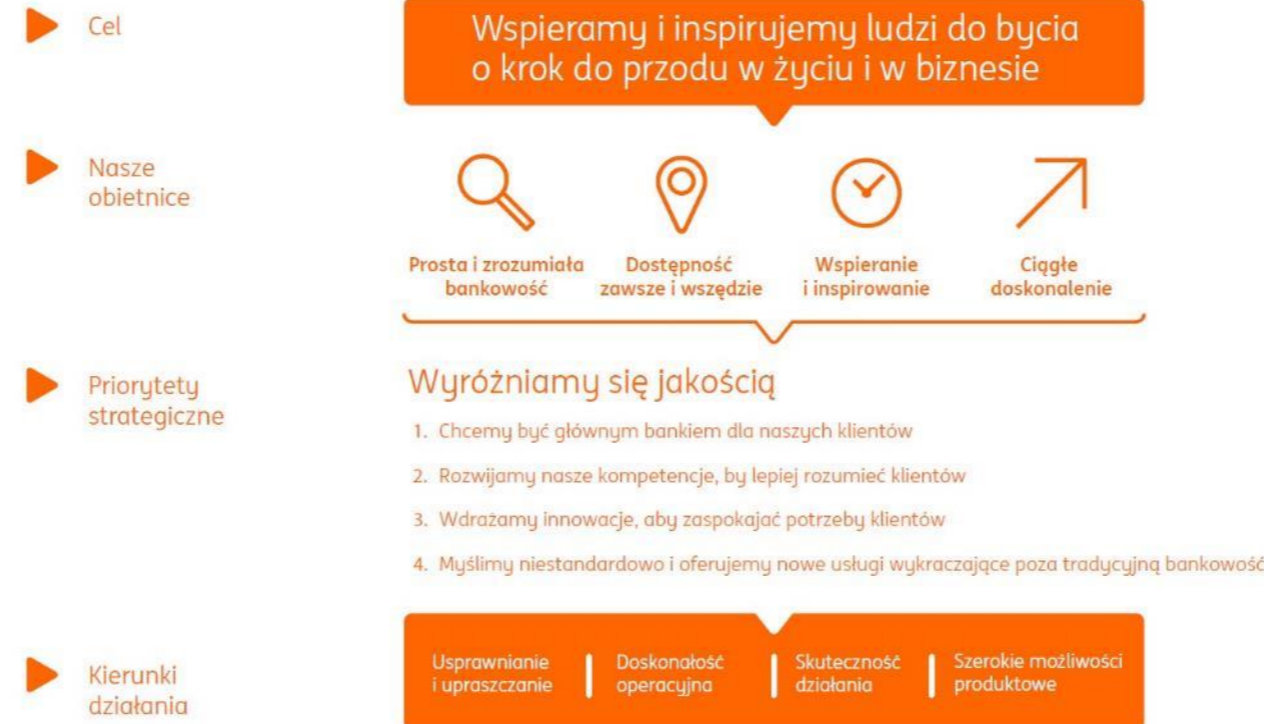 Cel
Wspieramy i inspirujemy ludzi do bycia
o krok do przodu w życiu i w biznesie
Nasze
obietnice
Prosta i zrozumiała
bankowość
Dostępność
zawsze i wszędzie
Wspieranie
i inspirowanie
Ciągłe
doskonalenie
Priorytety
strategiczne
Wyróżniamy się jakością
1. Chcemy być głównym bankiem dla naszych klientów
2. Rozwijamy nasze kompetencje, by lepiej rozumieć klientów
3. Wdrażamy innowacje, aby zaspokajać potrzeby klientów
4. Myślimy niestandardowo i oferujemy nowe usługi wykraczające poza tradycyjną bankowość
Kierunki
działania
Usprawnianie
i upraszczanie
Doskonałość
operacyjna
Skuteczność
działania
Szerokie możliwości
produktowe